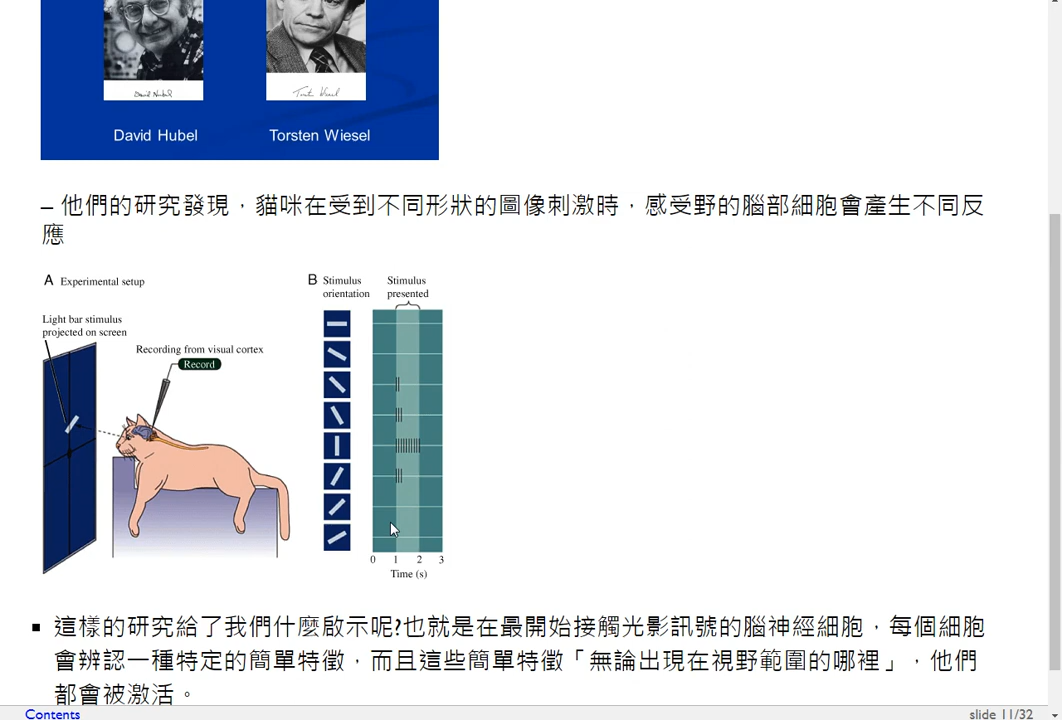 David Hubel
Torsten Wiesel
David Hubel
Torsten Wiesel
– 他們的研究發現，貓咪在受到不同形狀的圖像刺激時，感受野的腦部細胞會產生不同反
應
A Experimental setup
Light bar stimulus
projected on screen
Recording from visual cortex
Record
B Stimulus
orientation
Stimulus
presented
0 1 2 3
Time (s)
▪ 這樣的研究給了我們什麼啟示呢?也就是在最開始接觸光影訊號的腦神經細胞，每個細胞
會辨認一種特定的簡單特徵，而且這些簡單特徵「無論出現在視野範圍的哪裡」，他們
都會被激活。
Contents
slide 11/32